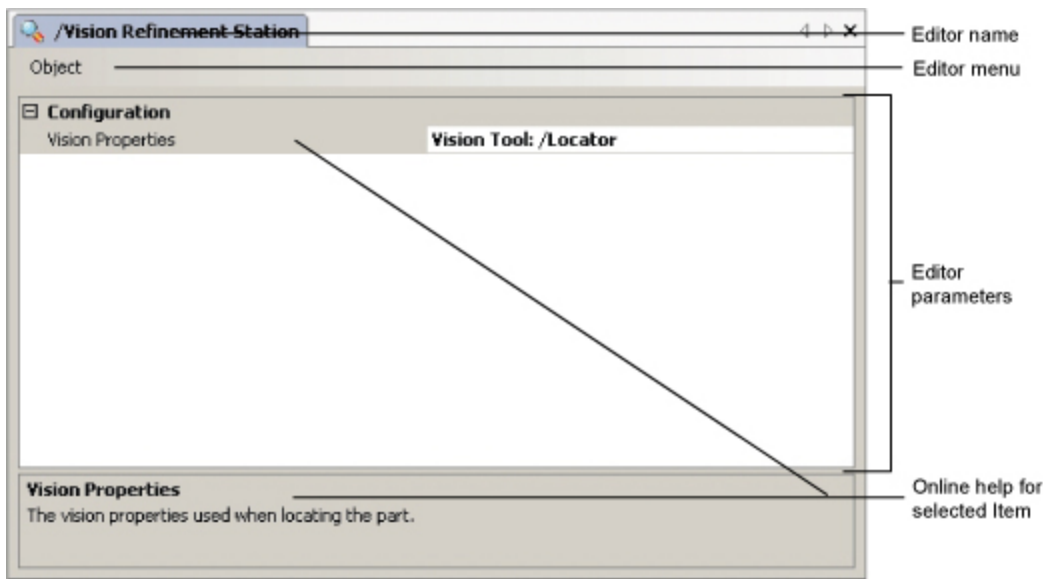 /Vision Refinement Station
Editor name
Object
Editor menu
Configuration
Vision Properties
Vision Tool: /Locator
Editor
parameters
Vision Properties
The vision properties used when locating the part.
Online help for
selected Item